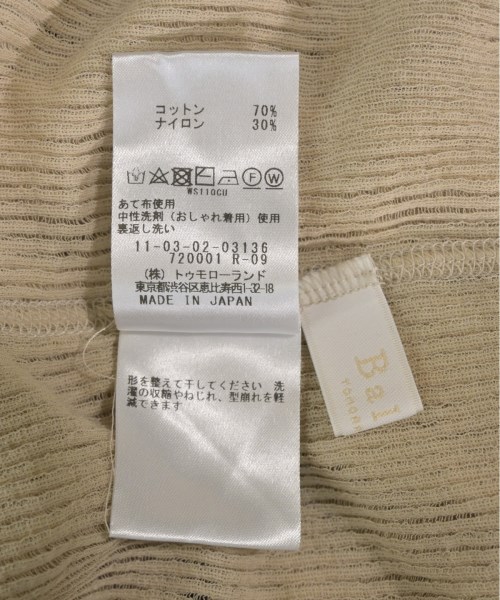 コットン 70%
ナイロン 30%
F W
WS110CU
あて布使用
中性洗剤(おしゃれ着用)使用
裏返し洗い
11-03-02-03136
720001 R-09
(株)トゥモローランド
東京都渋谷区恵比寿西1-32-18
MADE IN JAPAN
形を整えて干してください 洗
濯の収縮やねじれ、型崩れを軽
減できます
Ba
TOMORR